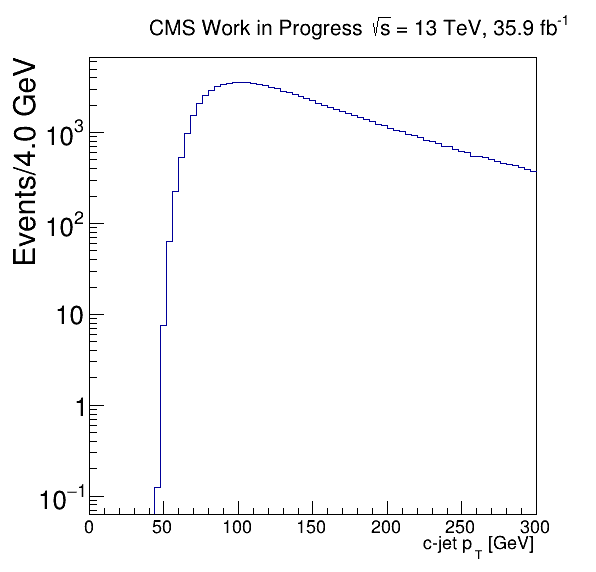 CMS Work in Progress √s = 13 TeV, 35.9 fb⁻¹
Events/4.0 GeV
10³
10²
10
1
10⁻¹
0 50 100 150 200 250 300
c-jet p_T [GeV]